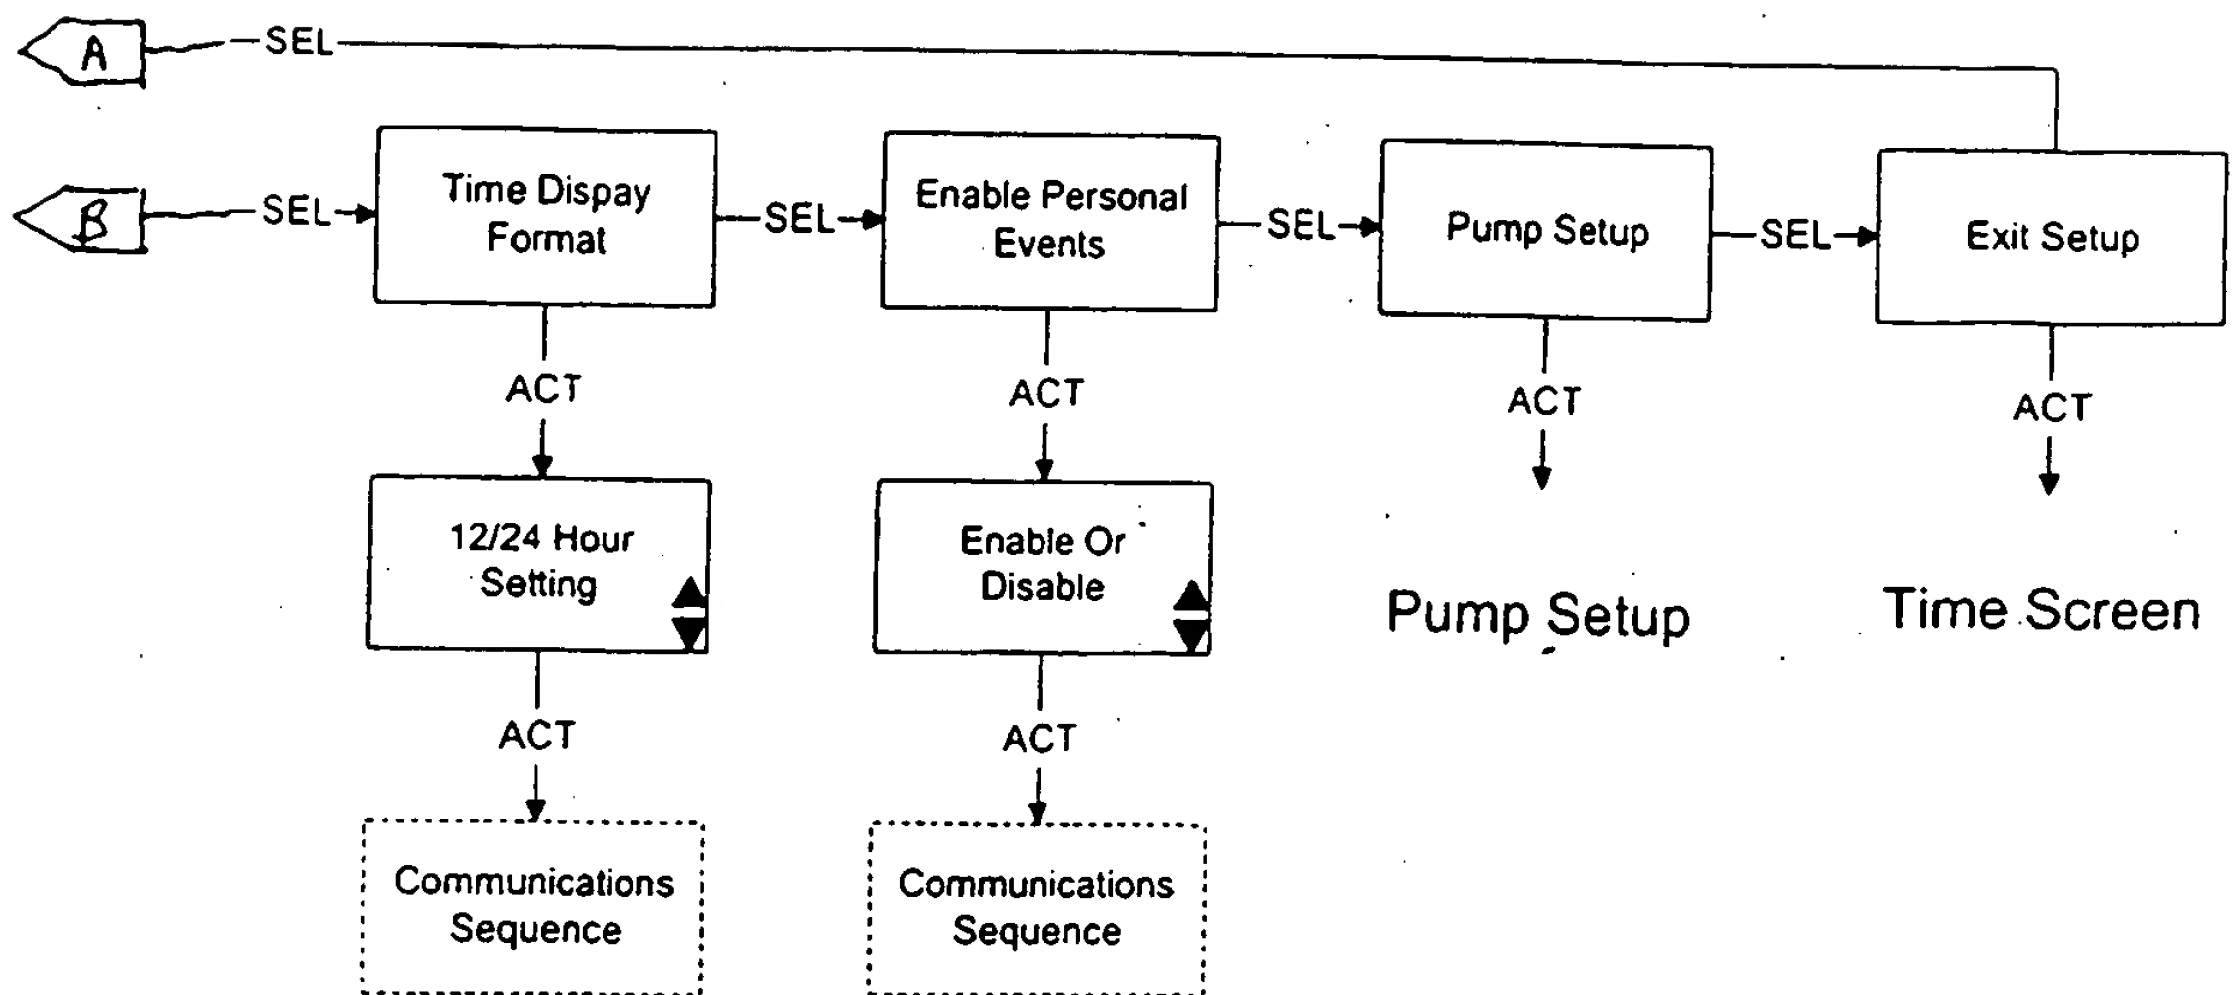 A
SEL
B
SEL
Time Dispay
Format
SEL
Enable Personal
Events
SEL
Pump Setup
SEL
Exit Setup
ACT
ACT
ACT
ACT
12/24 Hour
Setting
Enable Or
Disable
Pump Setup
Time Screen
ACT
ACT
Communications
Sequence
Communications
Sequence